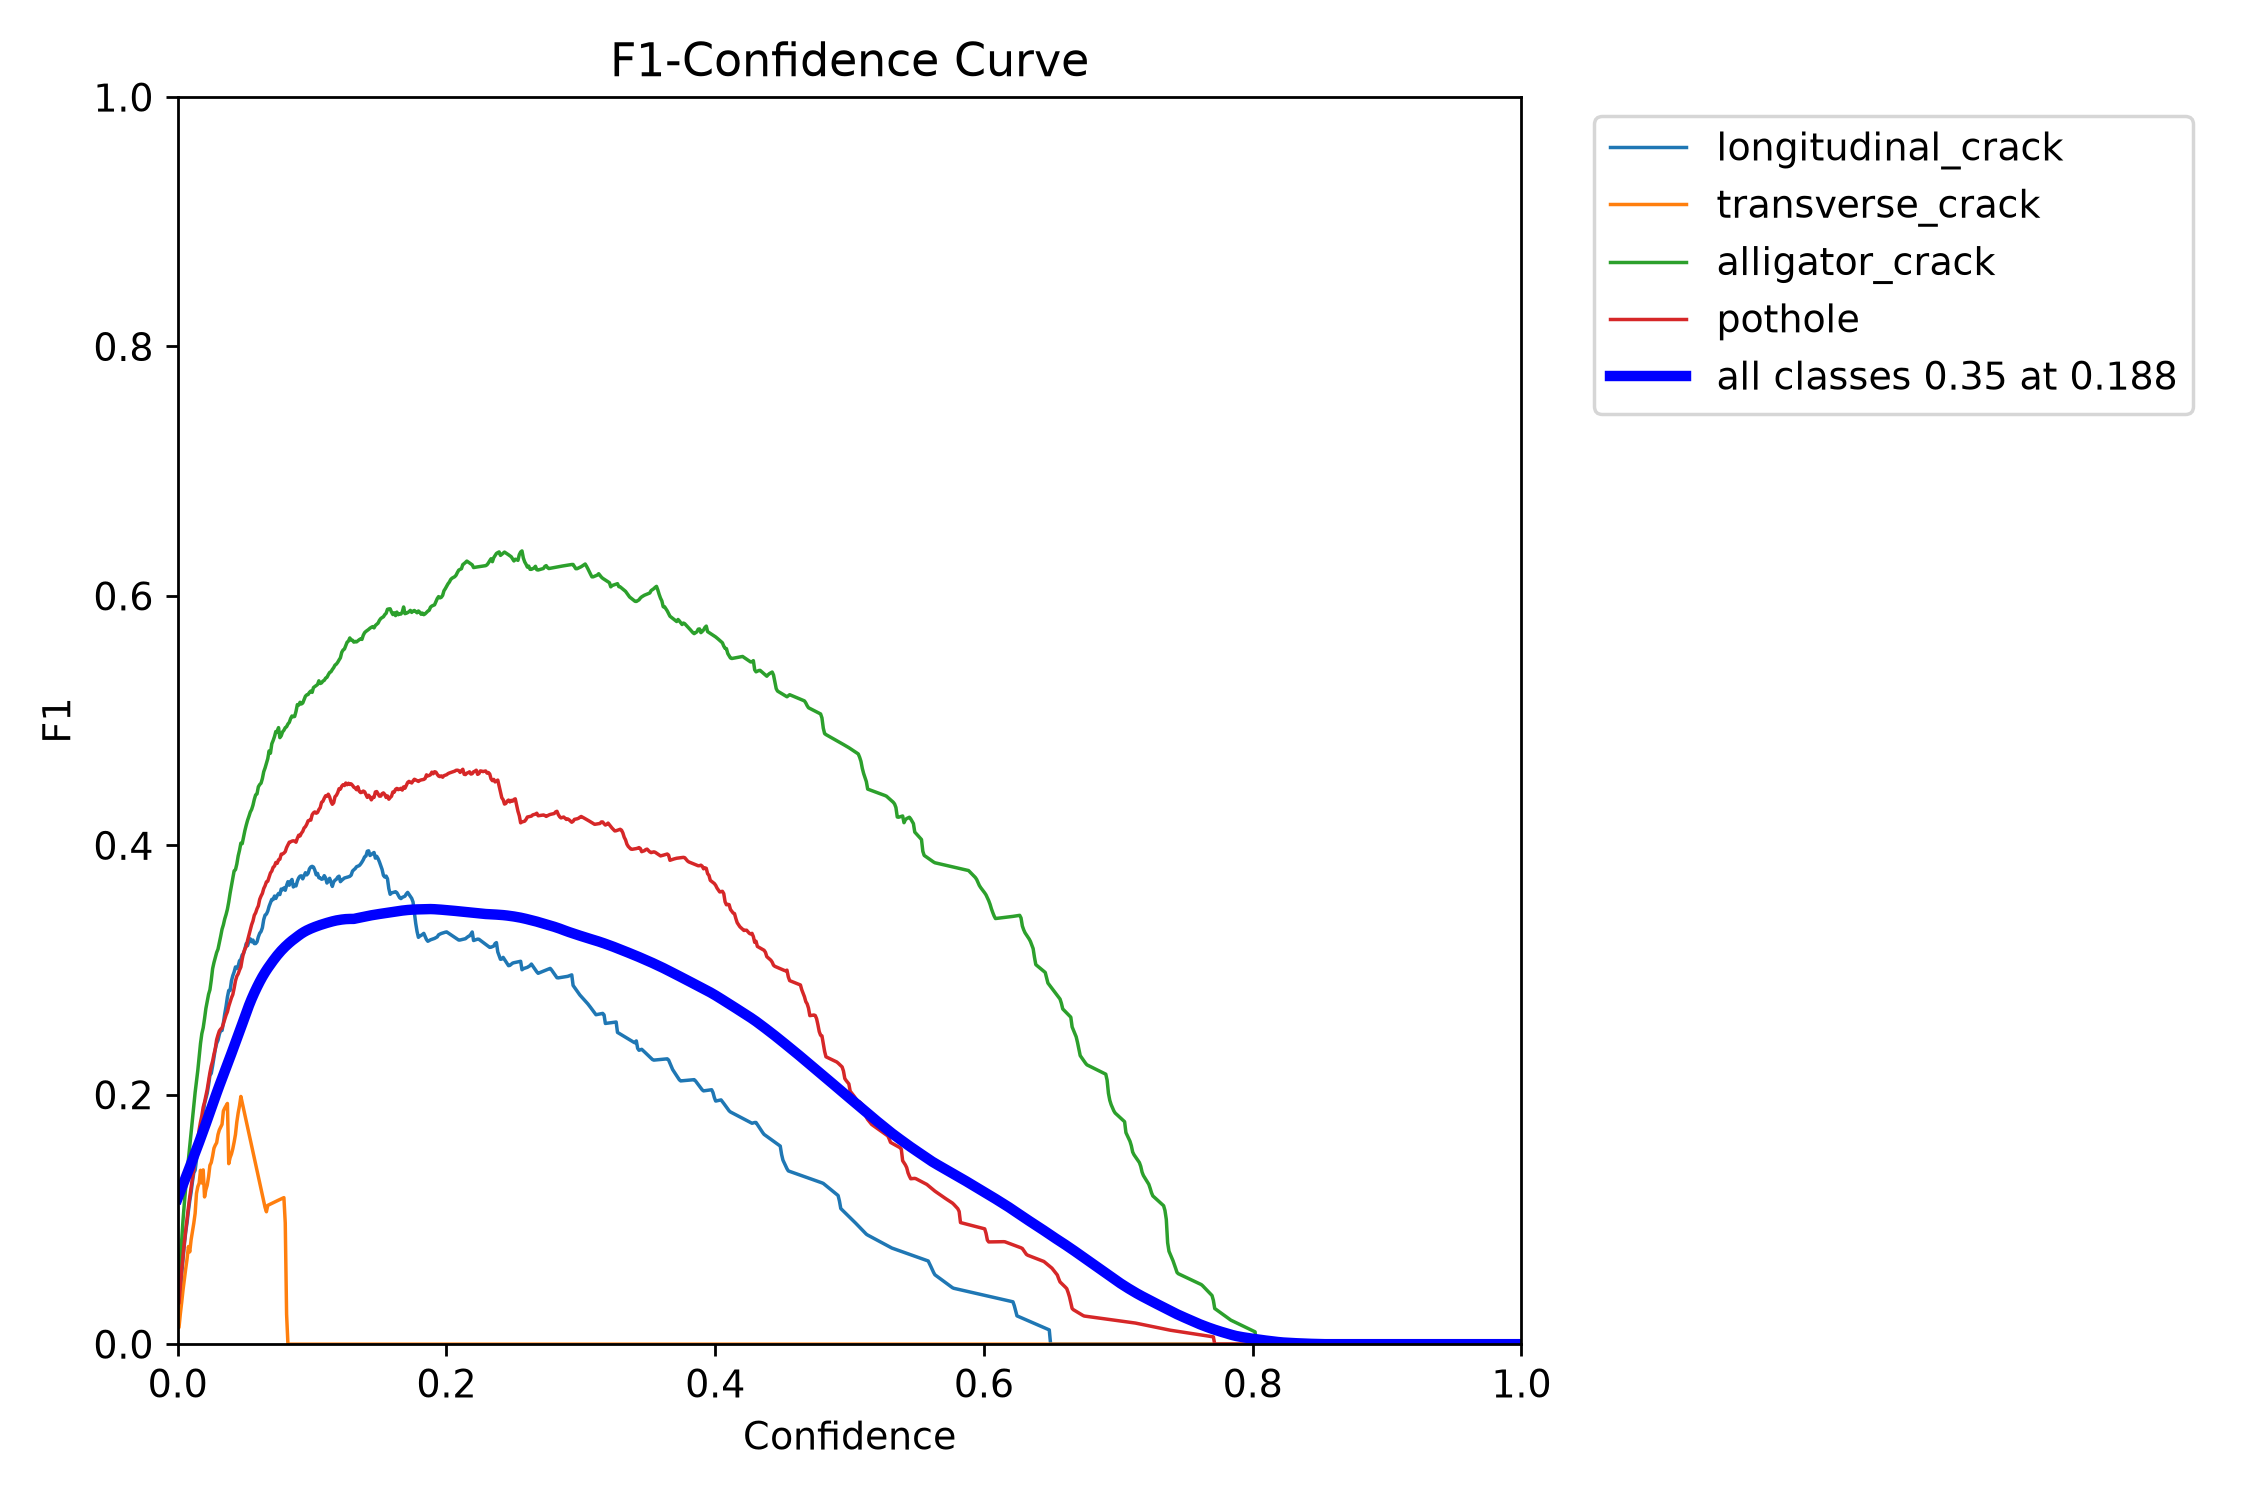 F1-Confidence Curve
1.0
0.8
0.6
0.4
0.2
0.0
F1
0.0 0.2 0.4 0.6 0.8 1.0
Confidence
longitudinal_crack
transverse_crack
alligator_crack
pothole
all classes 0.35 at 0.188